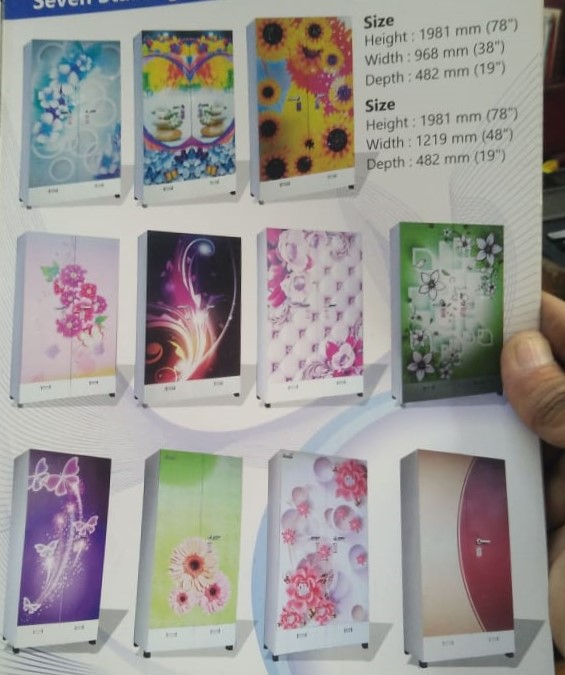 Seven
Size
Height : 1981 mm (78")
Width : 968 mm (38")
Depth : 482 mm (19")
Size
Height : 1981 mm (78")
Width : 1219 mm (48")
Depth : 482 mm (19")